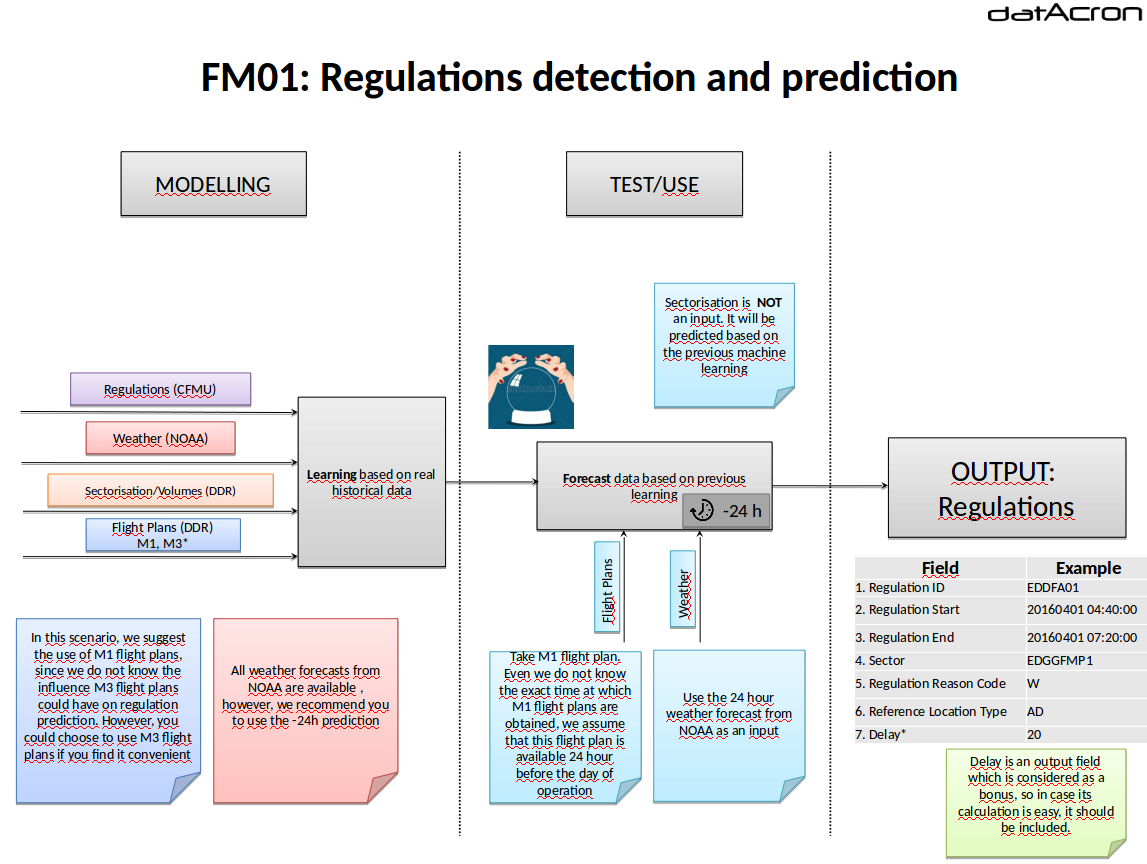 datAcron
FM01: Regulations detection and prediction
MODELLING
TEST/USE
Sectorisation is NOT
an input. It will be
predicted based on
the previous machine
learning
Regulations (CFMU)
Weather (NOAA)
Sectorisation/Volumes (DDR)
Flight Plans (DDR)
M1, M3*
Learning based on real
historical data
Forecast data based on previous
learning
-24 h
OUTPUT:
Regulations
Flight Plans
Weather
Field Example
1. Regulation ID EDDFA01
2. Regulation Start 20160401 04:40:00
3. Regulation End 20160401 07:20:00
4. Sector EDGGFMP1
5. Regulation Reason Code W
6. Reference Location Type AD
7. Delay* 20
In this scenario, we suggest
the use of M1 flight plans,
since we do not know the
influence M3 flight plans
could have on regulation
prediction. However, you
could choose to use M3 flight
plans if you find it convenient
All weather forecasts from
NOAA are available ,
however, we recommend you
to use the -24h prediction
Take M1 flight plan.
Even we do not know
the exact time at which
M1 flight plans are
obtained, we assume
that this flight plan is
available 24 hour
before the day of
operation
Use the 24 hour
weather forecast from
NOAA as an input
Delay is an output field
which is considered as a
bonus, so in case its
calculation is easy, it should
be included.